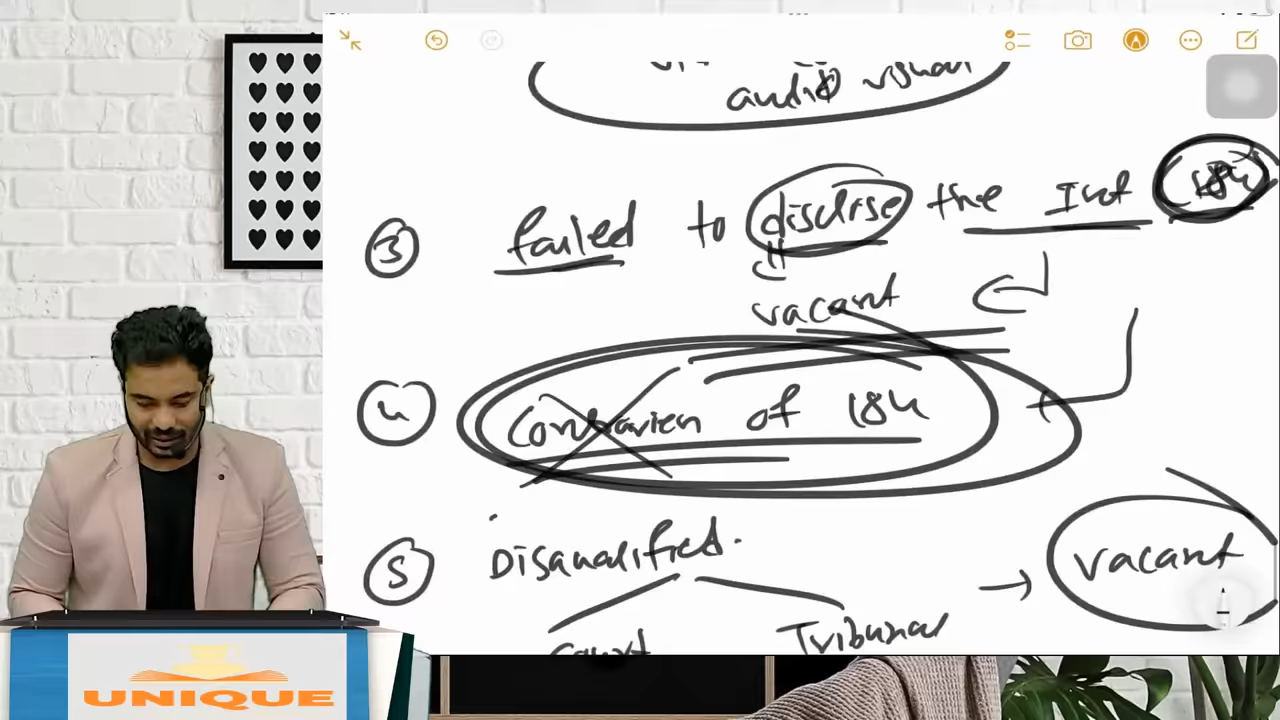 audio visual
③ failed to disclose the Int 184
vacant
④ Contravien of 184
⑤ Disqualified.
→ vacant
Court Tribunal
UNIQUE